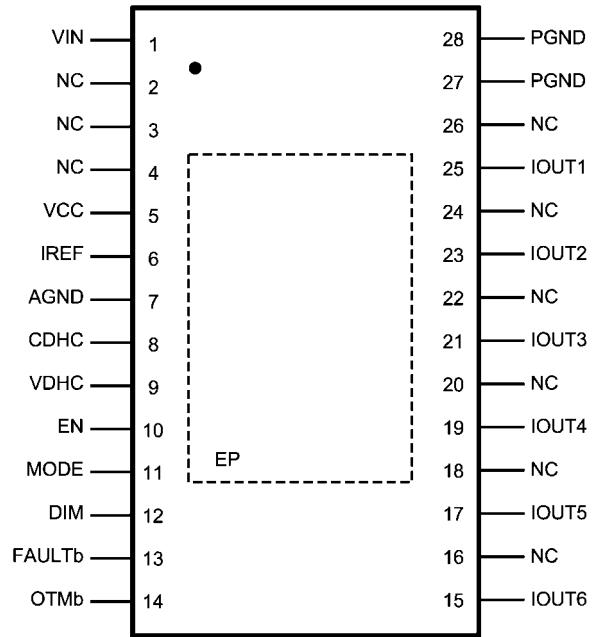 VIN 1 28 PGND
NC 2 27 PGND
NC 3 26 NC
NC 4 25 IOUT1
VCC 5 24 NC
IREF 6 23 IOUT2
AGND 7 22 NC
CDHC 8 21 IOUT3
VDHC 9 20 NC
EN 10 19 IOUT4
EP
MODE 11 18 NC
DIM 12 17 IOUT5
FAULTb 13 16 NC
OTMb 14 15 IOUT6